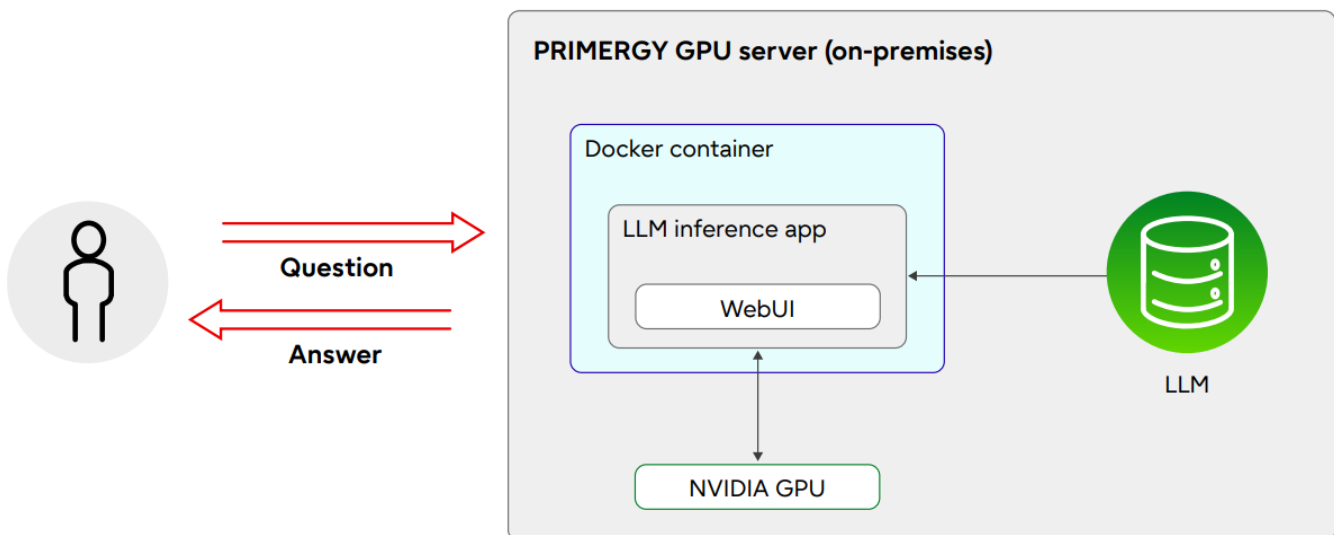 PRIMERGY GPU server (on-premises)
Docker container
LLM inference app
WebUI
Question
Answer
LLM
NVIDIA GPU